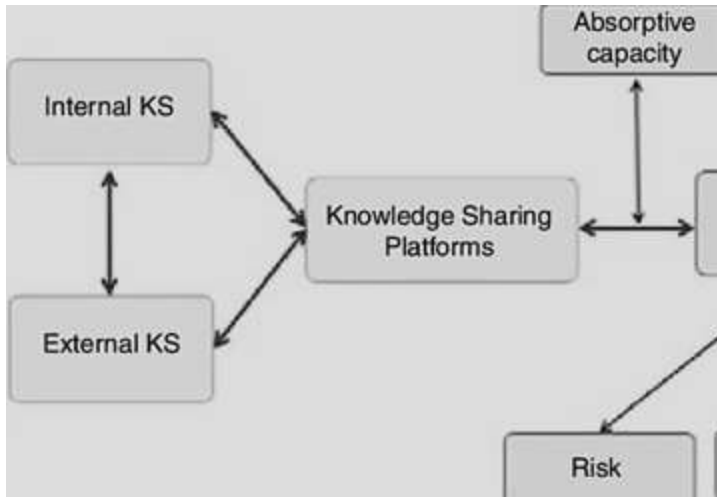 Absorptive
capacity
Internal KS
Knowledge Sharing
Platforms
External KS
Risk